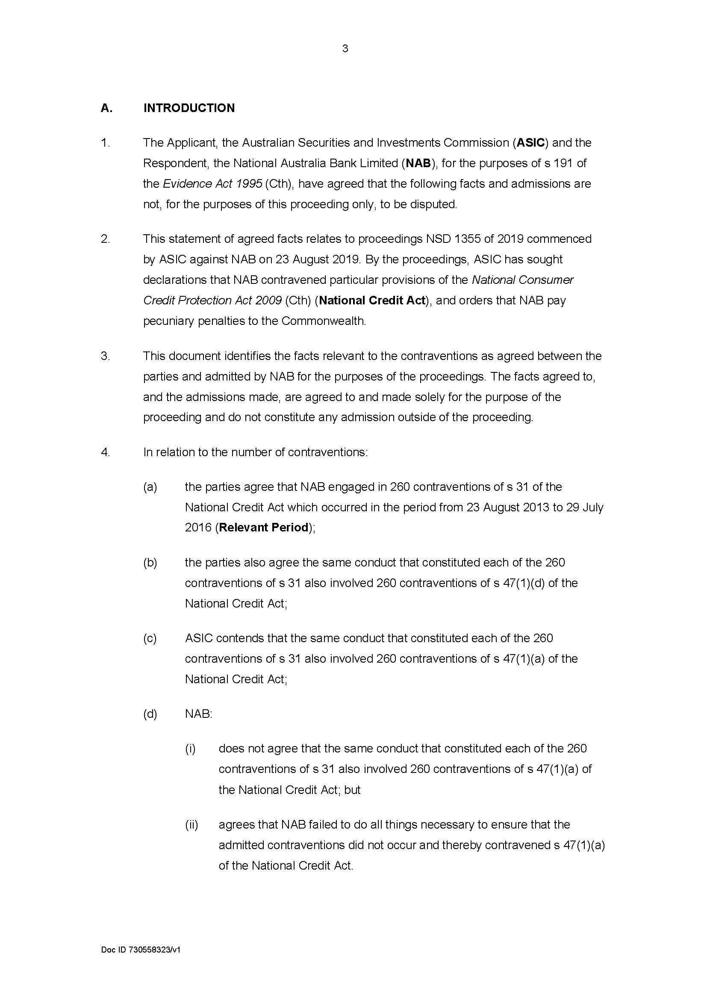 3
A. INTRODUCTION
1. The Applicant, the Australian Securities and Investments Commission (ASIC) and the
Respondent, the National Australia Bank Limited (NAB), for the purposes of s 191 of
the Evidence Act 1995 (Cth), have agreed that the following facts and admissions are
not, for the purposes of this proceeding only, to be disputed.
2. This statement of agreed facts relates to proceedings NSD 1355 of 2019 commenced
by ASIC against NAB on 23 August 2019. By the proceedings, ASIC has sought
declarations that NAB contravened particular provisions of the National Consumer
Credit Protection Act 2009 (Cth) (National Credit Act), and orders that NAB pay
pecuniary penalties to the Commonwealth.
3. This document identifies the facts relevant to the contraventions as agreed between the
parties and admitted by NAB for the purposes of the proceedings. The facts agreed to,
and the admissions made, are agreed to and made solely for the purpose of the
proceeding and do not constitute any admission outside of the proceeding.
4. In relation to the number of contraventions:
(a) the parties agree that NAB engaged in 260 contraventions of s 31 of the
National Credit Act which occurred in the period from 23 August 2013 to 29 July
2016 (Relevant Period);
(b) the parties also agree the same conduct that constituted each of the 260
contraventions of s 31 also involved 260 contraventions of s 47(1)(d) of the
National Credit Act;
(c) ASIC contends that the same conduct that constituted each of the 260
contraventions of s 31 also involved 260 contraventions of s 47(1)(a) of the
National Credit Act;
(d) NAB:
(i) does not agree that the same conduct that constituted each of the 260
contraventions of s 31 also involved 260 contraventions of s 47(1)(a) of
the National Credit Act; but
(ii) agrees that NAB failed to do all things necessary to ensure that the
admitted contraventions did not occur and thereby contravened s 47(1)(a)
of the National Credit Act.
Doc ID 730558323/v1